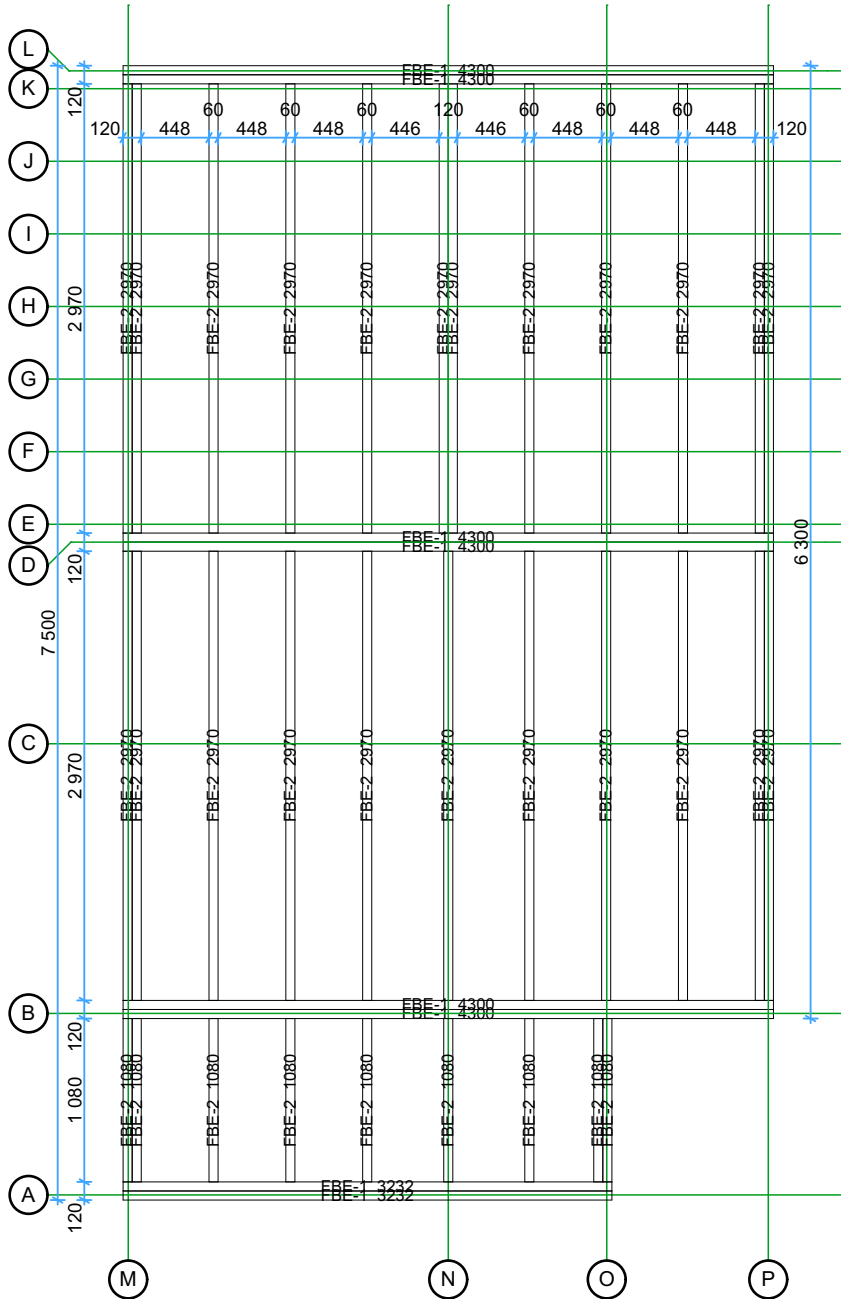 L
FBE-1 4300
FBE-1 4300
K
120
60 60 60 120 60 60 60
120 448 448 448 446 446 448 448 448 120
J
I
FBE-2 2970 FBE-2 2970 FBE-2 2970 FBE-2 2970 FBE-2 2970 FBE-2 2970 FBE-2 2970 FBE-2 2970 FBE-2 2970 FBE-2 2970 FBE-2 2970 FBE-2 2970
2 970
H
G
F
E
FBE-1 4300
FBE-1 4300
D
120
6 300
7 500
C
FBE-2 2970 FBE-2 2970 FBE-2 2970 FBE-2 2970 FBE-2 2970 FBE-2 2970 FBE-2 2970 FBE-2 2970 FBE-2 2970 FBE-2 2970 FBE-2 2970
2 970
FBE-1 4300
FBE-1 4300
B
120
FBE-2 1080 FBE-2 1080 FBE-2 1080 FBE-2 1080 FBE-2 1080 FBE-2 1080 FBE-2 1080 FBE-2 1080 FBE-2 1080
1 080
FBE-1 3232
FBE-1 3232
A
120
M N O P